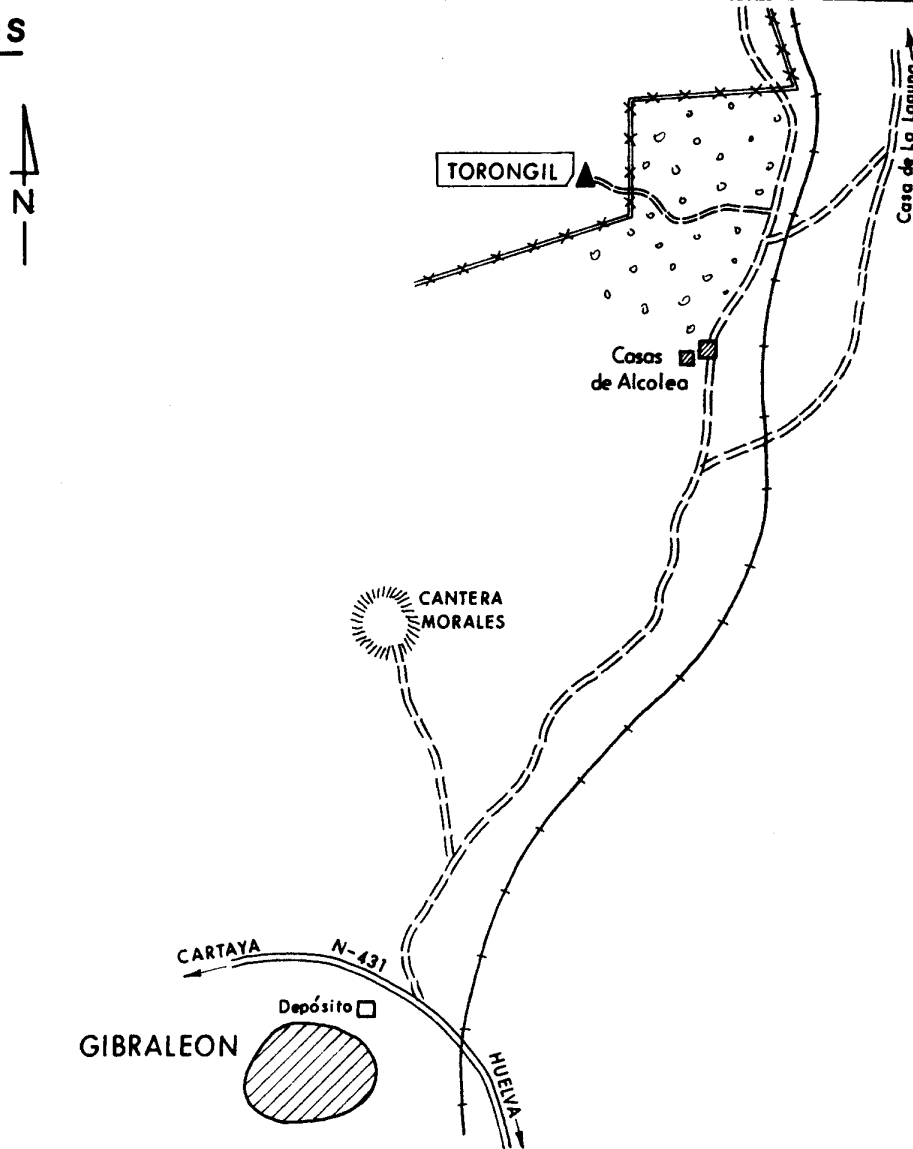 S
N
Casa de La Laguna
TORONGIL
Casas
de Alcolea
CANTERA
MORALES
CARTAYA
N-431
Depósito
GIBRALEON
HUELVA